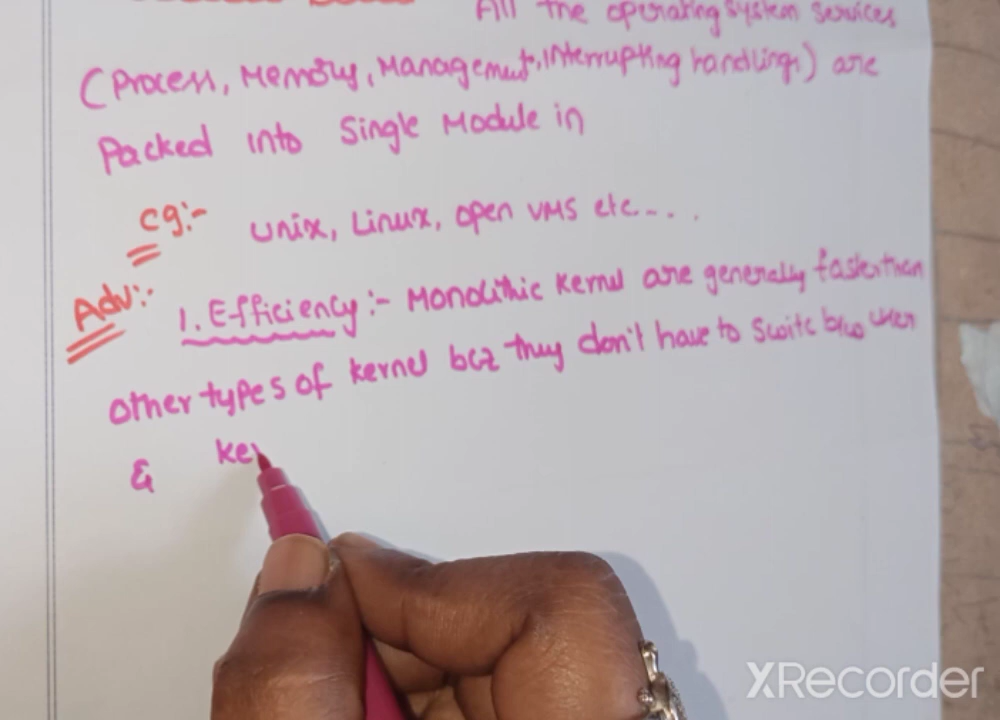 All the operating system services
(Process, Memory, Management, Interrupting handlings) are
Packed into Single Module in
eg:-
Unix, Linux, open VMS etc....
Adv:-
1. Efficiency:- Monolithic Kernel are generally faster than
other types of kernel bcz they don't have to switc b/w user
& ke
XRecorder